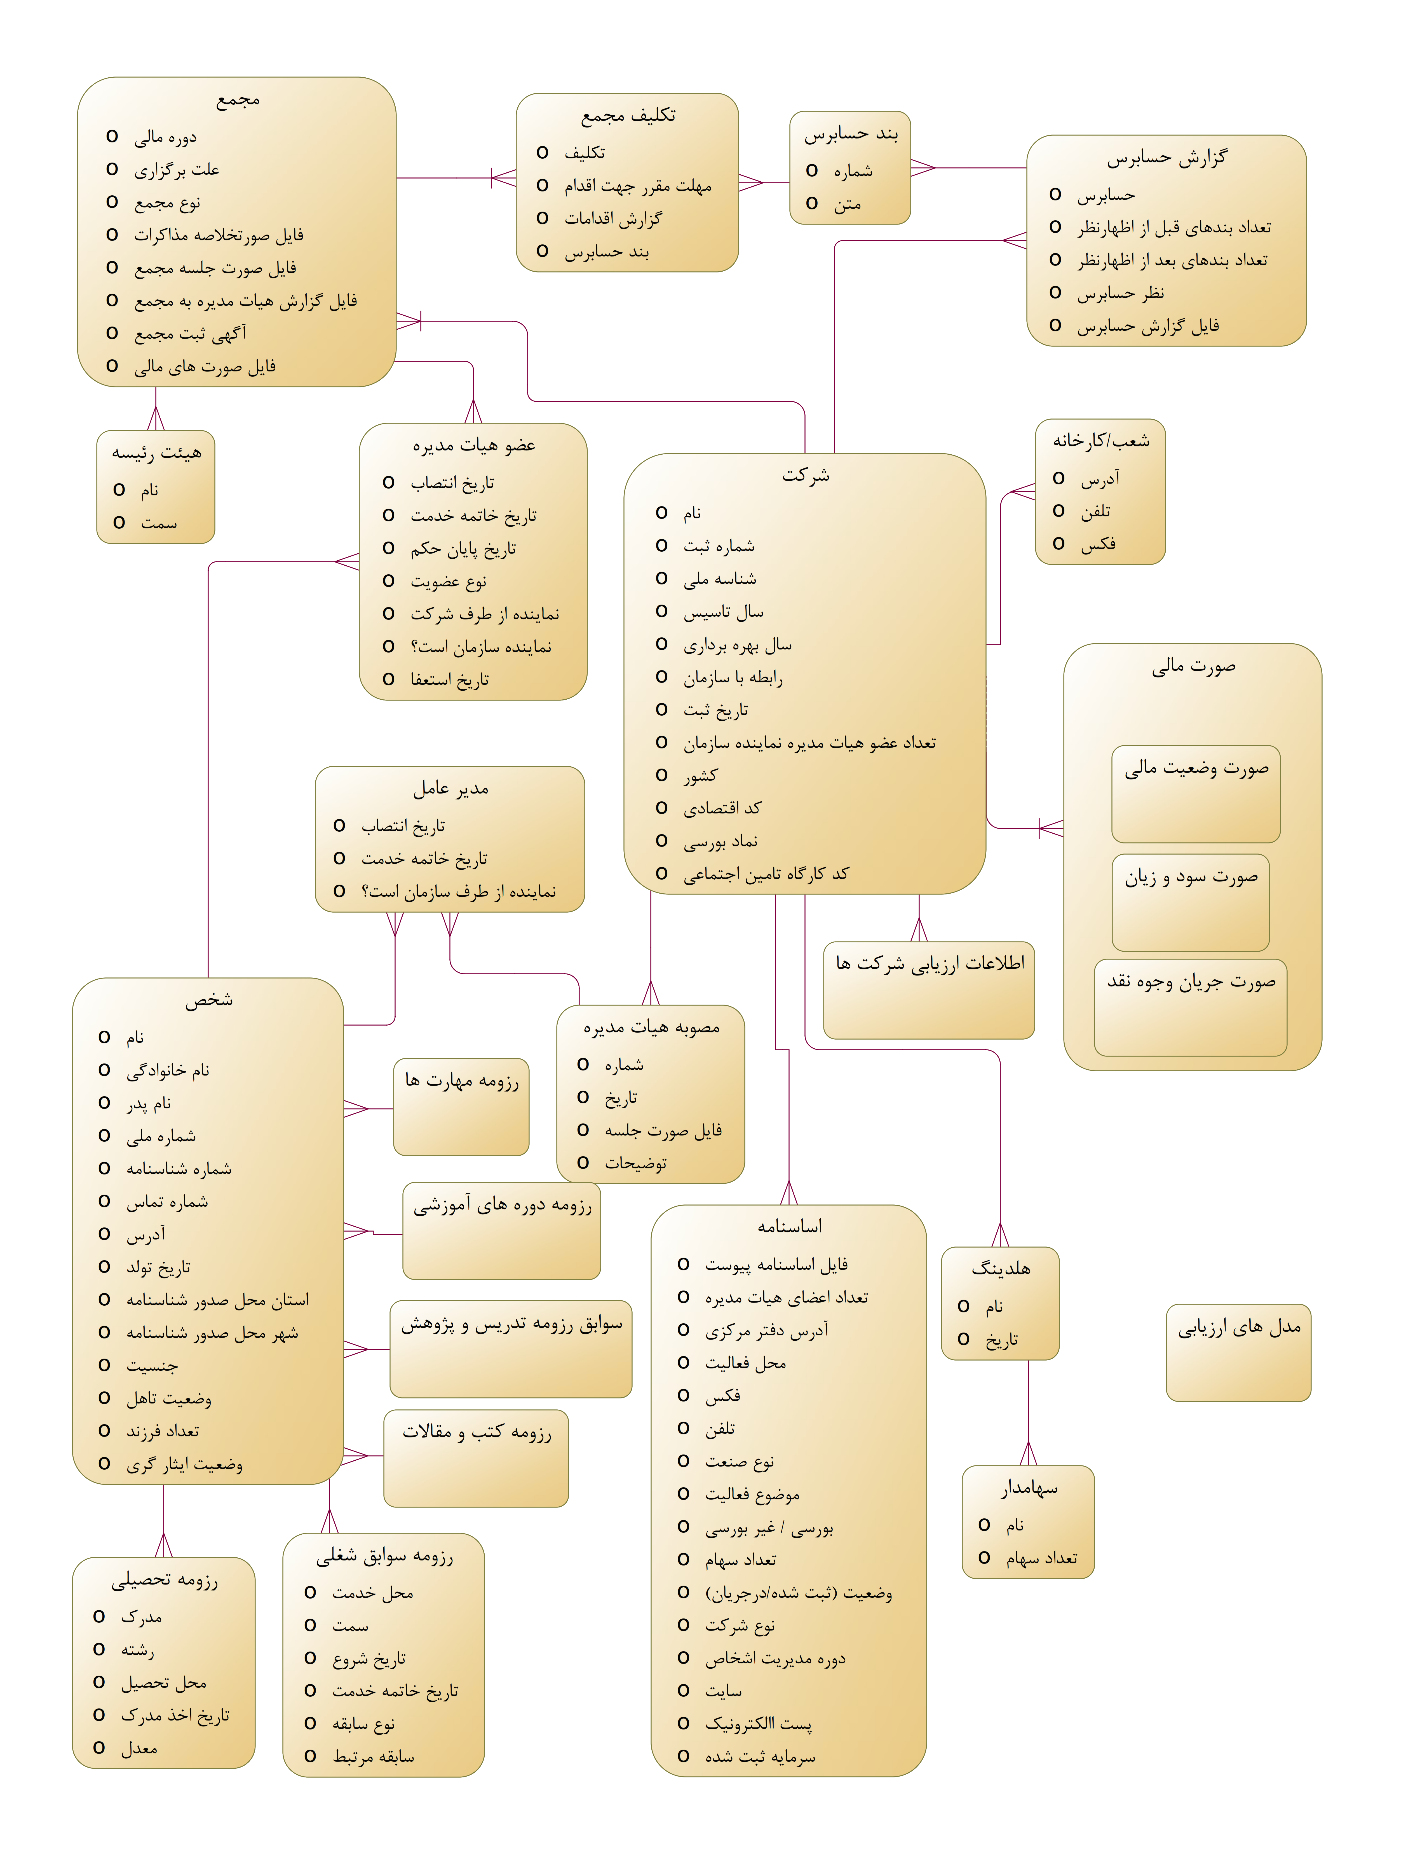 مجمع
دوره مالی
علت برگزاری
نوع مجمع
فایل صورتخلاصه مذاکرات
فایل صورت جلسه مجمع
فایل گزارش هیات مدیره به مجمع
آگهی ثبت مجمع
فایل صورت های مالی
تکلیف مجمع
تکلیف
مهلت مقرر جهت اقدام
گزارش اقدامات
بند حسابرس
بند حسابرس
شماره
متن
گزارش حسابرس
حسابرس
تعداد بندهای قبل از اظهارنظر
تعداد بندهای بعد از اظهارنظر
نظر حسابرس
فایل گزارش حسابرس
هیئت رئیسه
نام
سمت
عضو هیات مدیره
تاریخ انتصاب
تاریخ خاتمه خدمت
تاریخ پایان حکم
نوع عضویت
نماینده از طرف شرکت
نماینده سازمان است؟
تاریخ استعفا
شرکت
نام
شماره ثبت
شناسه ملی
سال تاسیس
سال بهره برداری
رابطه با سازمان
تاریخ ثبت
تعداد عضو هیات مدیره نماینده سازمان
کشور
کد اقتصادی
نماد بورسی
کد کارگاه تامین اجتماعی
شعب/کارخانه
آدرس
تلفن
فکس
صورت مالی
صورت وضعیت مالی
صورت سود و زیان
صورت جریان وجوه نقد
مدیر عامل
تاریخ انتصاب
تاریخ خاتمه خدمت
نماینده از طرف سازمان است؟
اطلاعات ارزیابی شرکت ها
شخص
نام
نام خانوادگی
نام پدر
شماره ملی
شماره شناسنامه
شماره تماس
آدرس
تاریخ تولد
استان محل صدور شناسنامه
شهر محل صدور شناسنامه
جنسیت
وضعیت تاهل
تعداد فرزند
وضعیت ایثار گری
مصوبه هیات مدیره
شماره
تاریخ
فایل صورت جلسه
توضیحات
رزومه مهارت ها
رزومه دوره های آموزشی
سوابق رزومه تدریس و پژوهش
رزومه کتب و مقالات
اساسنامه
فایل اساسنامه پیوست
تعداد اعضای هیات مدیره
آدرس دفتر مرکزی
محل فعالیت
فکس
تلفن
نوع صنعت
موضوع فعالیت
بورسی / غیر بورسی
تعداد سهام
وضعیت (ثبت شده/درجریان)
نوع شرکت
دوره مدیریت اشخاص
سایت
پست االکترونیک
سرمایه ثبت شده
هلدینگ
نام
تاریخ
مدل های ارزیابی
سهامدار
نام
تعداد سهام
رزومه سوابق شغلی
محل خدمت
سمت
تاریخ شروع
تاریخ خاتمه خدمت
نوع سابقه
سابقه مرتبط
رزومه تحصیلی
مدرک
رشته
محل تحصیل
تاریخ اخذ مدرک
معدل